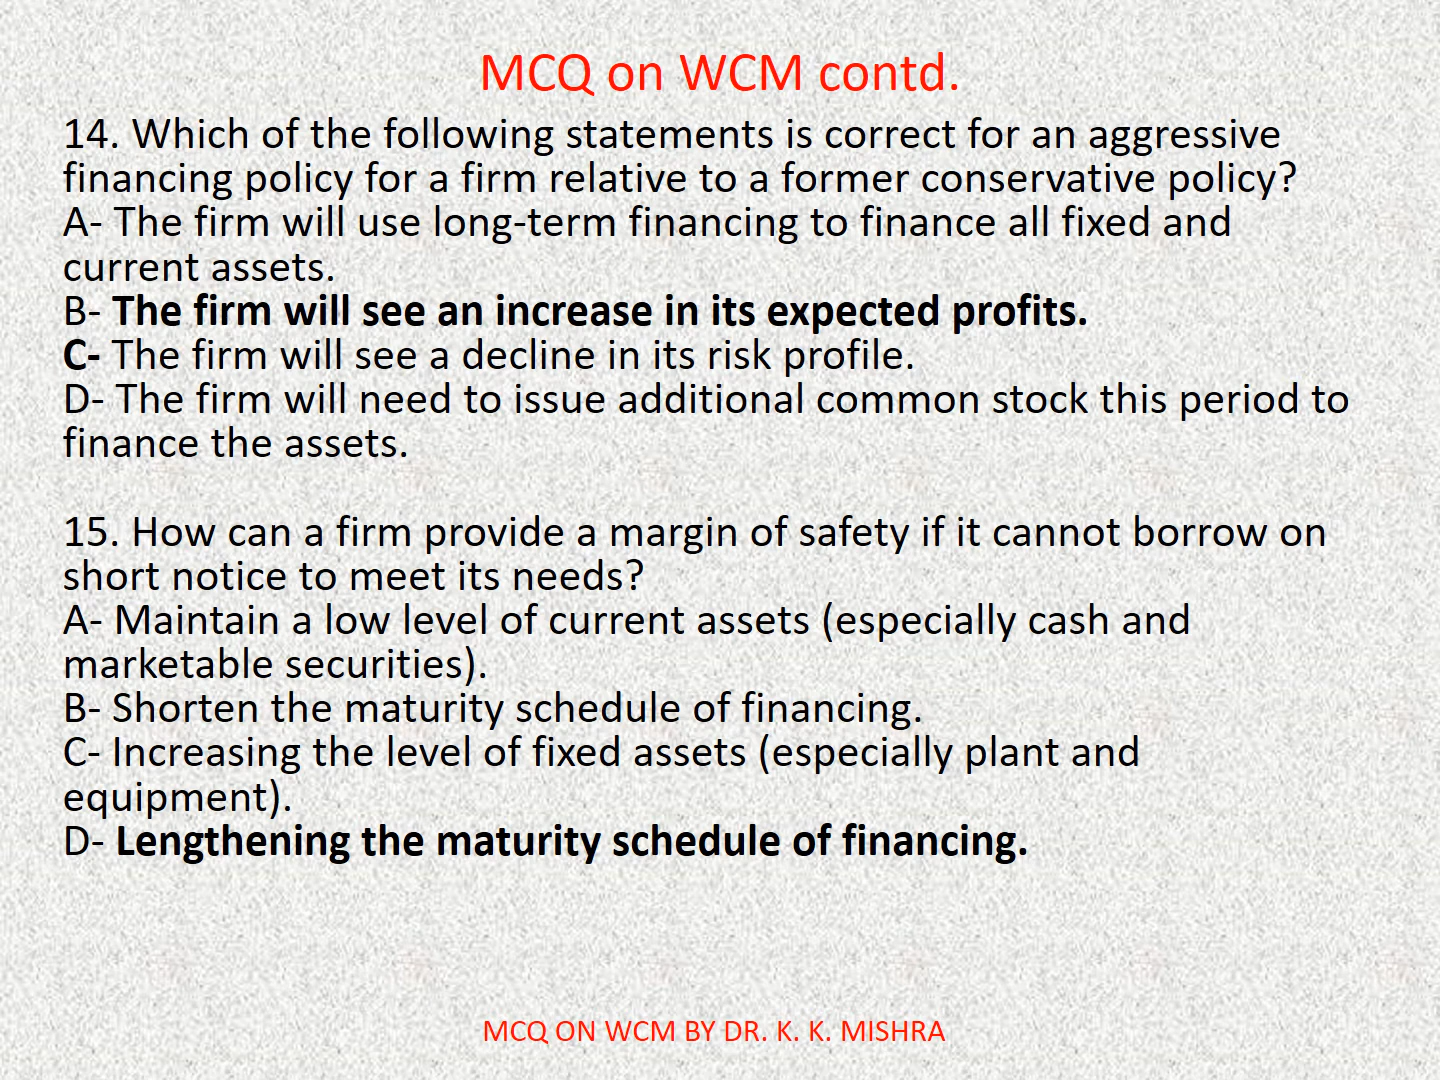 MCQ on WCM contd.
14. Which of the following statements is correct for an aggressive
financing policy for a firm relative to a former conservative policy?
A- The firm will use long-term financing to finance all fixed and
current assets.
B- The firm will see an increase in its expected profits.
C- The firm will see a decline in its risk profile.
D- The firm will need to issue additional common stock this period to
finance the assets.
15. How can a firm provide a margin of safety if it cannot borrow on
short notice to meet its needs?
A- Maintain a low level of current assets (especially cash and
marketable securities).
B- Shorten the maturity schedule of financing.
C- Increasing the level of fixed assets (especially plant and
equipment).
D- Lengthening the maturity schedule of financing.
MCQ ON WCM BY DR. K. K. MISHRA